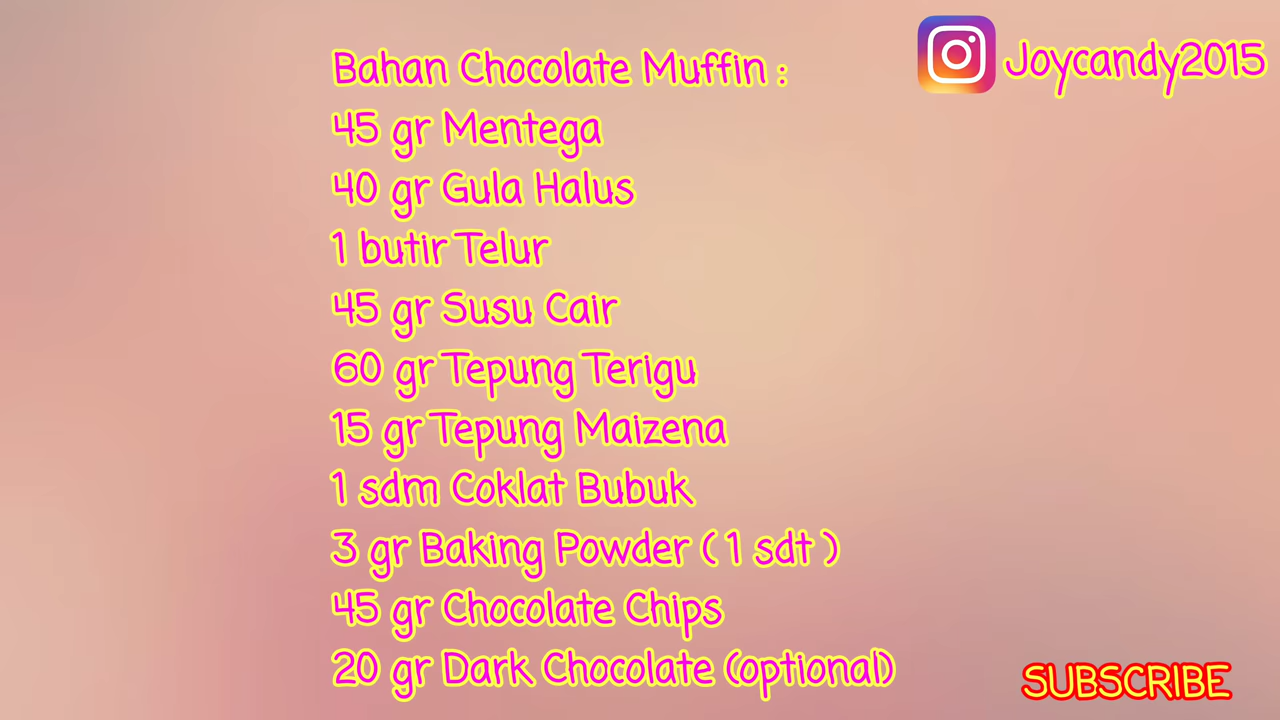 Bahan Chocolate Muffin :
45 gr Mentega
40 gr Gula Halus
1 butir Telur
45 gr Susu Cair
60 gr Tepung Terigu
15 gr Tepung Maizena
1 sdm Coklat Bubuk
3 gr Baking Powder ( 1 sdt )
45 gr Chocolate Chips
20 gr Dark Chocolate (optional)
Joycandy2015
SUBSCRIBE